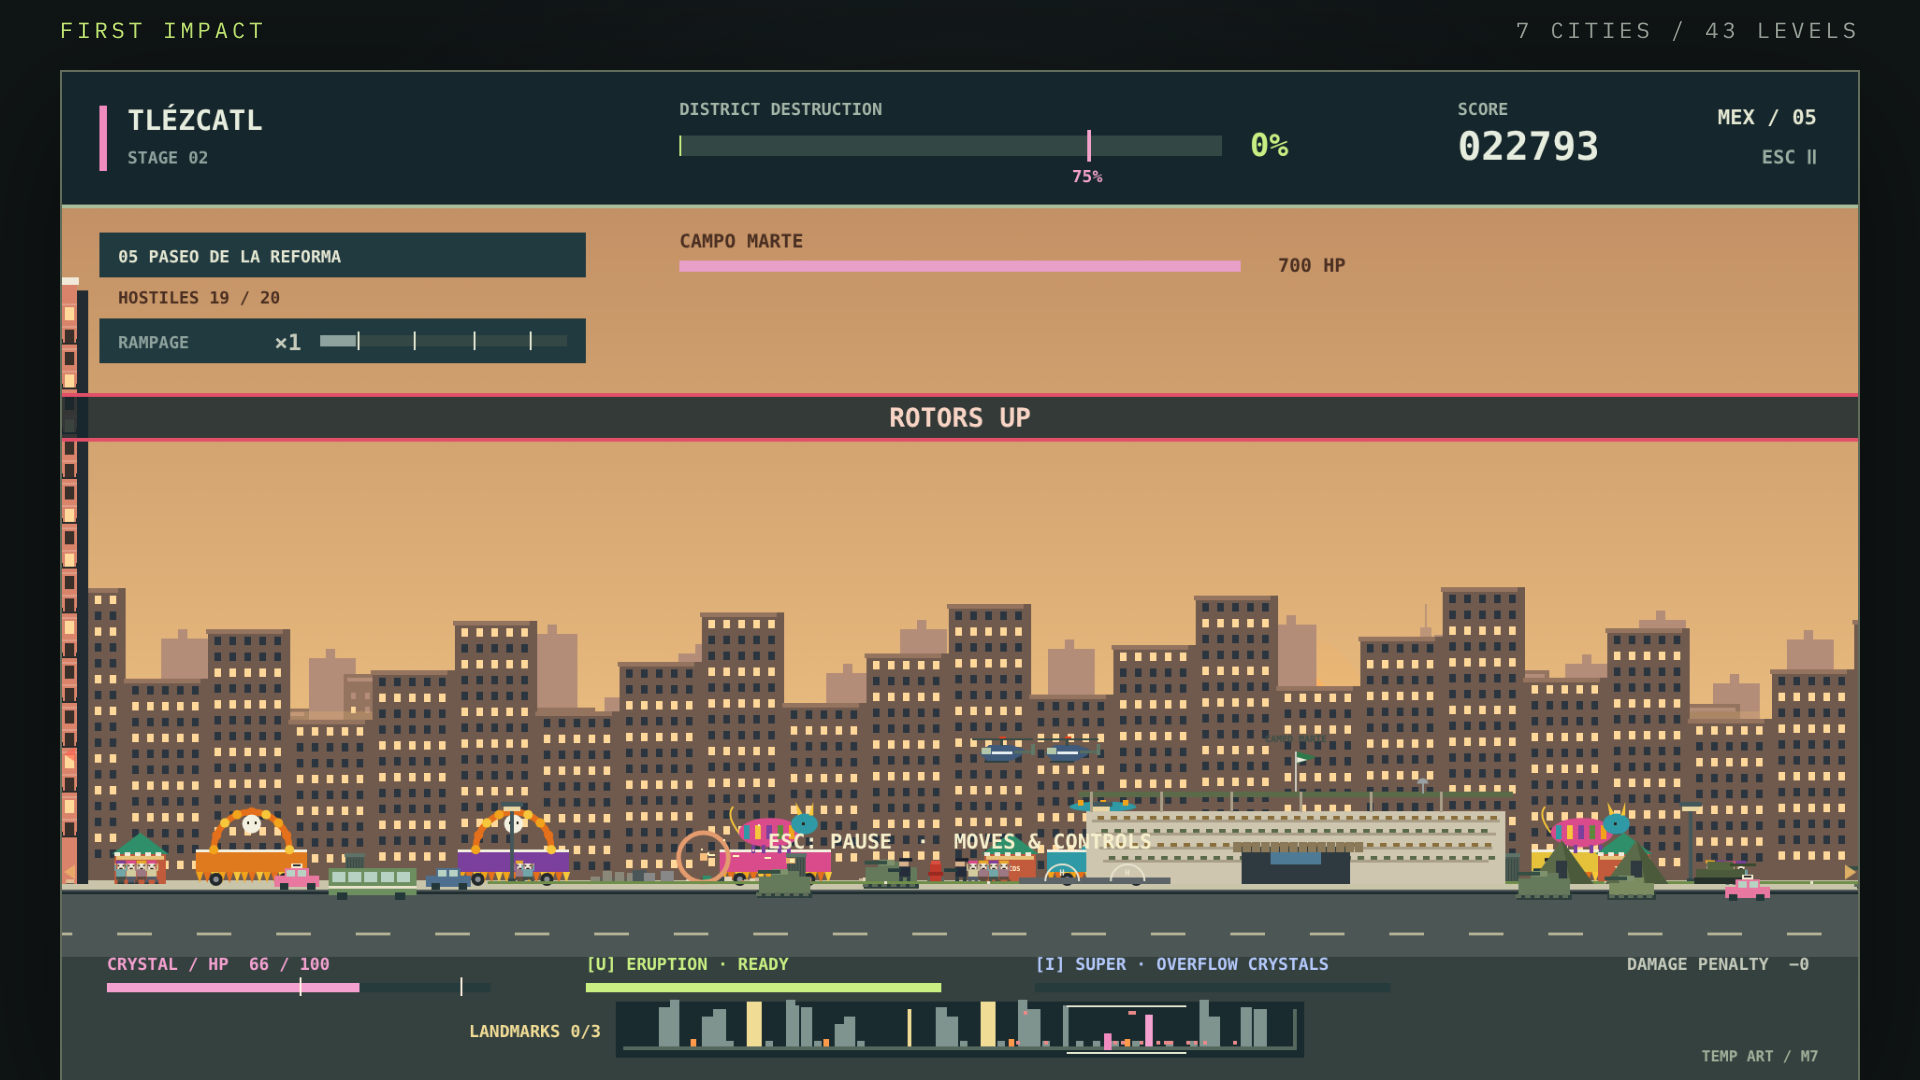 FIRST IMPACT
7 CITIES / 43 LEVELS
TLÉZCATL
STAGE 02
DISTRICT DESTRUCTION
0%
75%
SCORE
022793
MEX / 05
ESC II
05 PASEO DE LA REFORMA
HOSTILES 19 / 20
RAMPAGE ×1
CAMPO MARTE
700 HP
ROTORS UP
ESC: PAUSE · MOVES & CONTROLS
H
H
CRYSTAL / HP 66 / 100
[U] ERUPTION · READY
[I] SUPER · OVERFLOW CRYSTALS
DAMAGE PENALTY −0
LANDMARKS 0/3
TEMP ART / M7